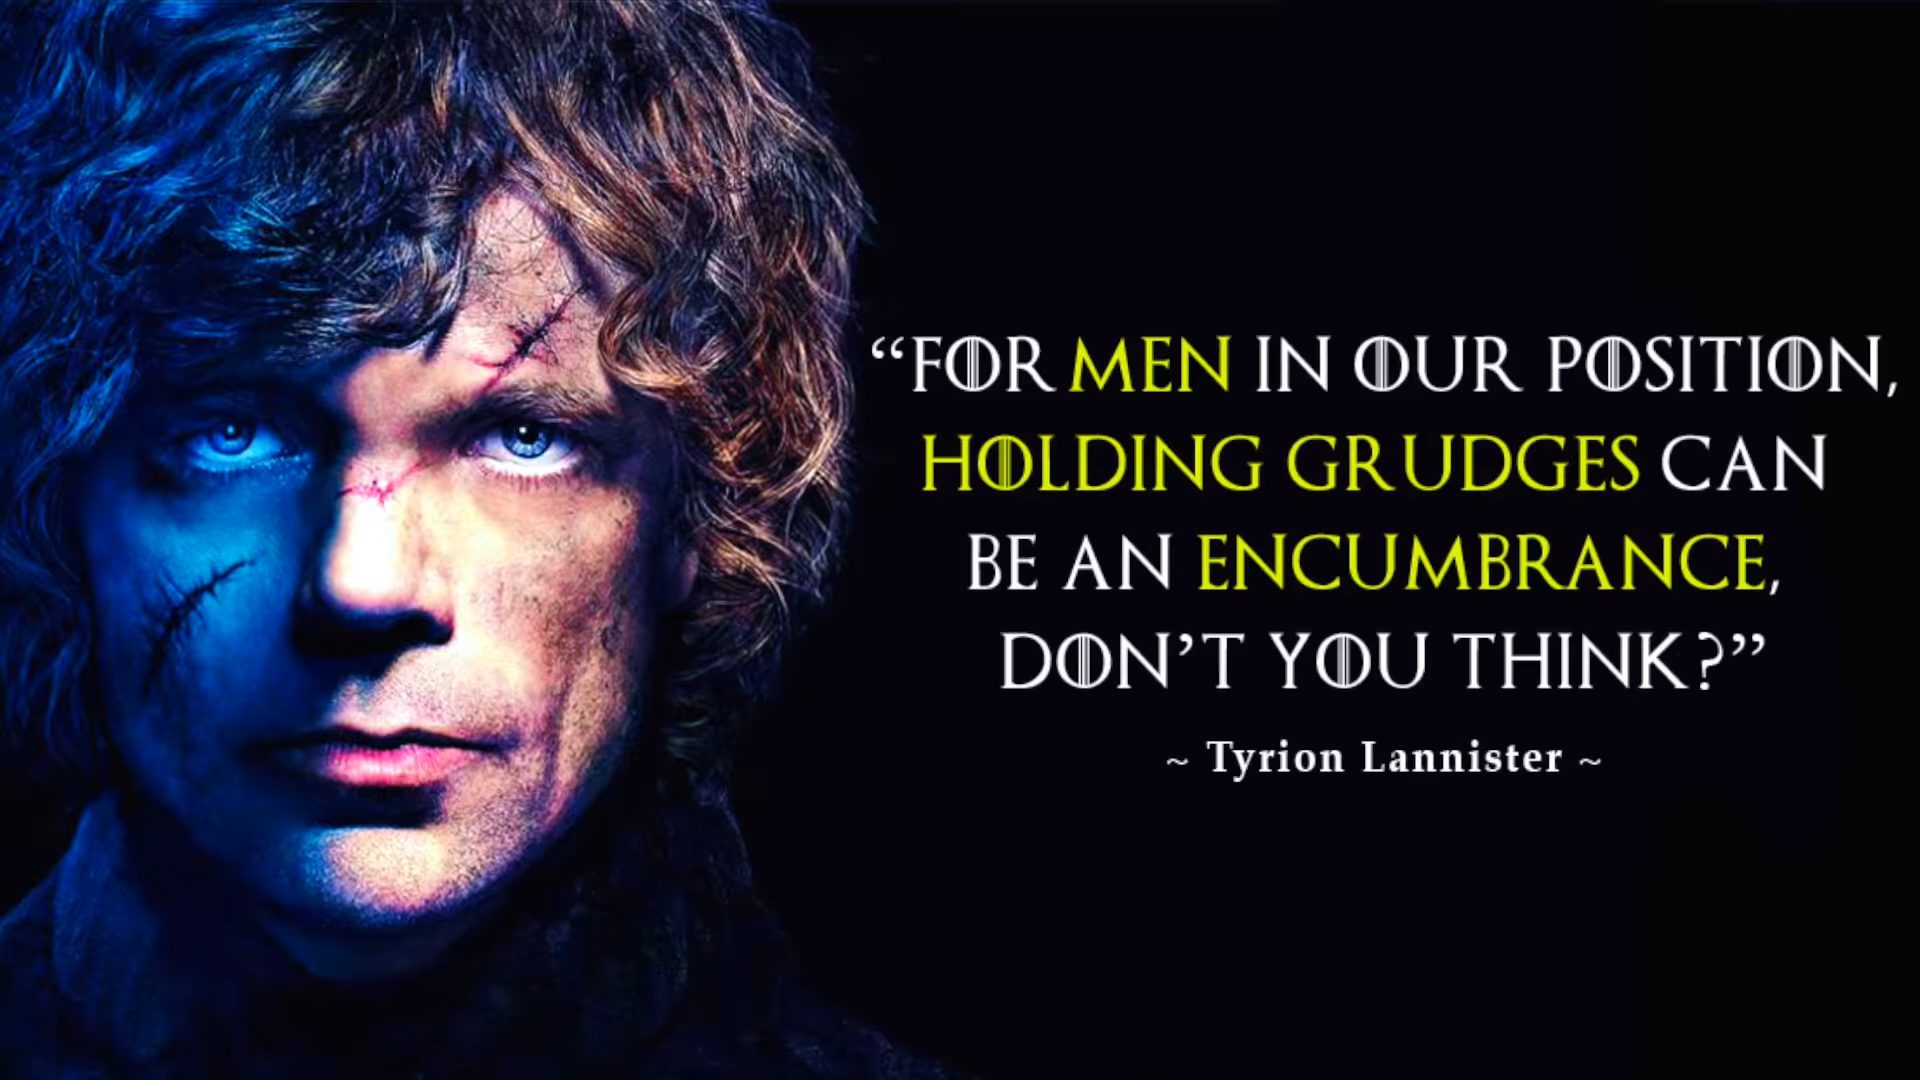 “FOR MEN IN OUR POSITION,
HOLDING GRUDGES CAN
BE AN ENCUMBRANCE,
DON’T YOU THINK?”
~ Tyrion Lannister ~